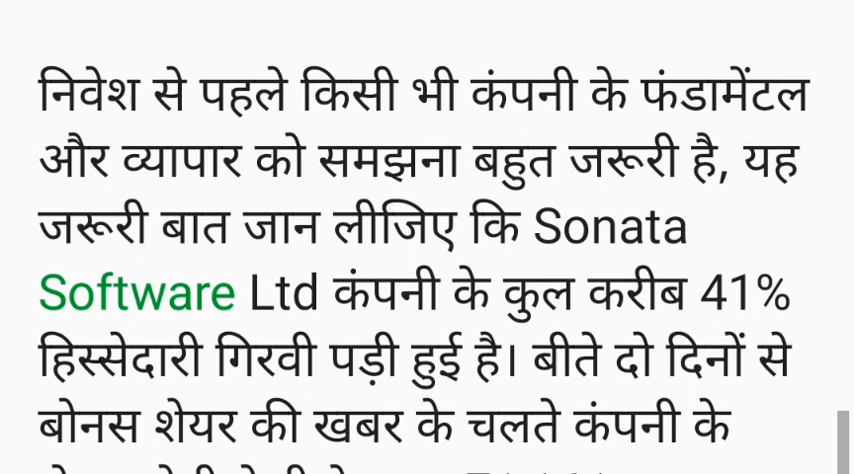 निवेश से पहले किसी भी कंपनी के फंडामेंटल
और व्यापार को समझना बहुत जरूरी है, यह
जरूरी बात जान लीजिए कि Sonata
Software Ltd कंपनी के कुल करीब 41%
हिस्सेदारी गिरवी पड़ी हुई है। बीते दो दिनों से
बोनस शेयर की खबर के चलते कंपनी के